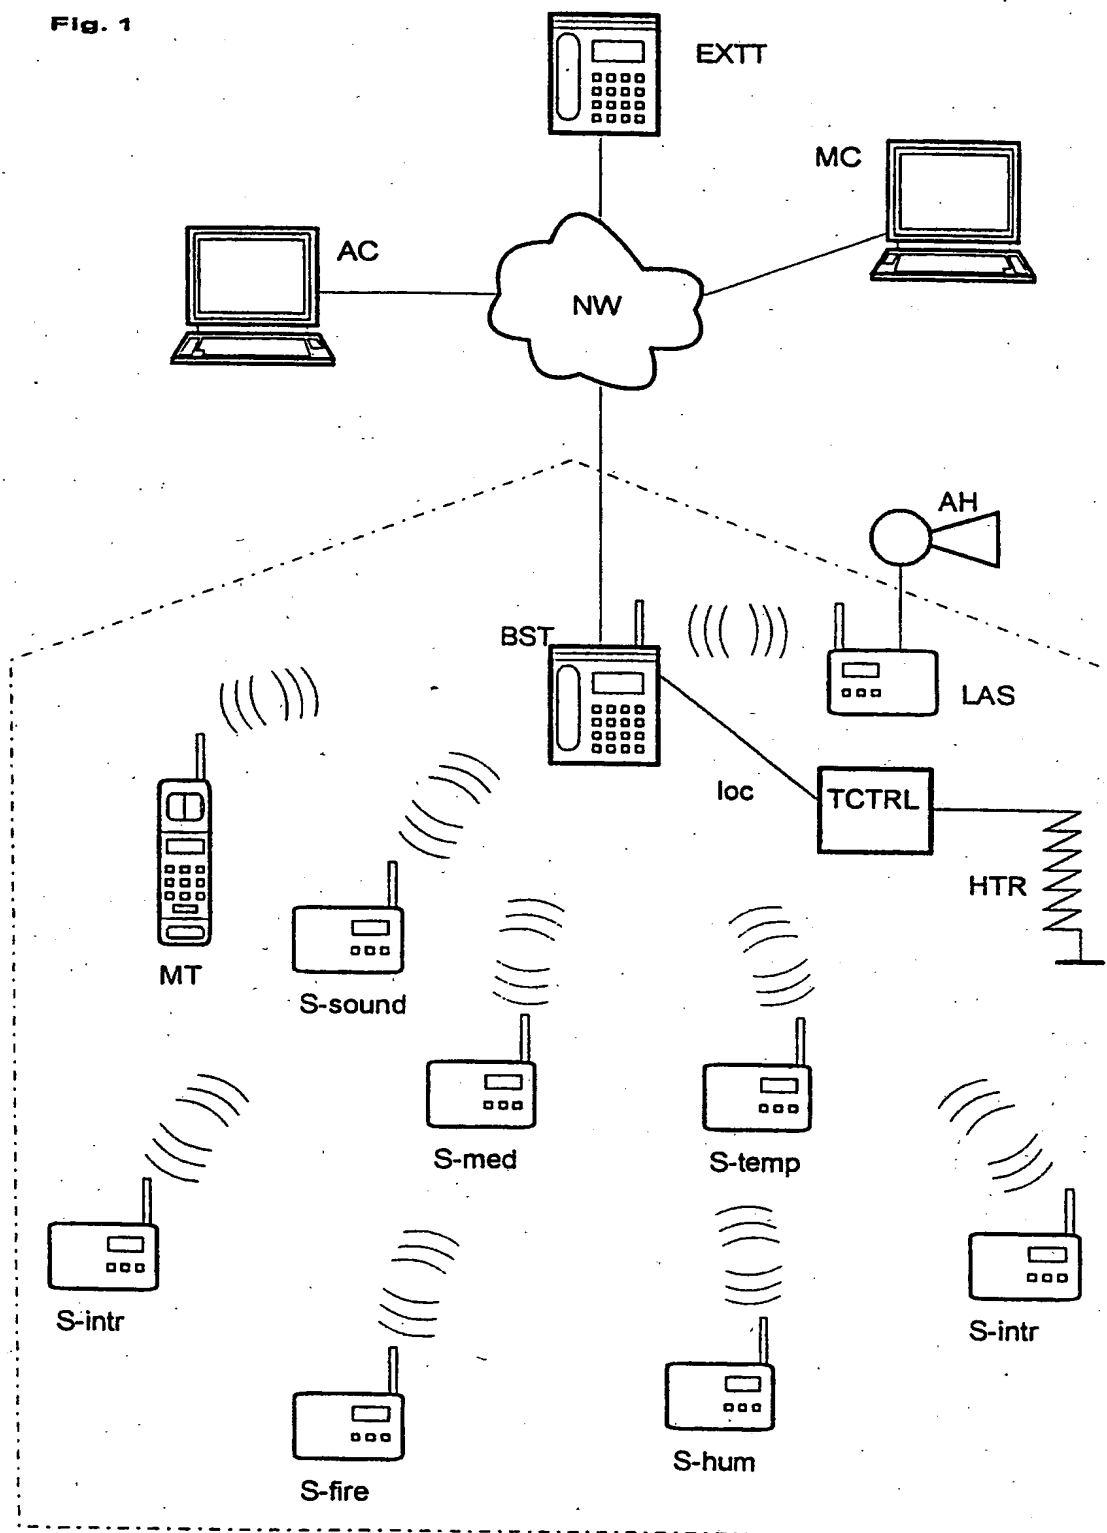 Fig. 1
EXTT
MC
AC
NW
AH
BST
LAS
loc
TCTRL
HTR
MT
S-sound
S-med
S-temp
S-intr
S-intr
S-fire
S-hum